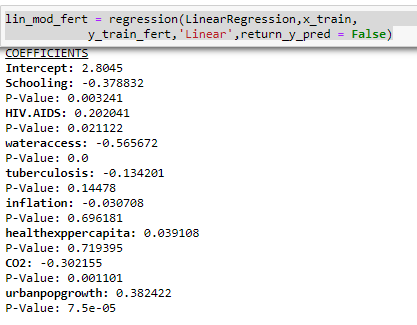 lin_mod_fert = regression(LinearRegression,x_train,
y_train_fert,'Linear',return_y_pred = False)
COEFFICIENTS
Intercept: 2.8045
Schooling: -0.378832
P-Value: 0.003241
HIV.AIDS: 0.202041
P-Value: 0.021122
wateraccess: -0.565672
P-Value: 0.0
tuberculosis: -0.134201
P-Value: 0.14478
inflation: -0.030708
P-Value: 0.696181
healthexppercapita: 0.039108
P-Value: 0.719395
CO2: -0.302155
P-Value: 0.001101
urbanpopgrowth: 0.382422
P-Value: 7.5e-05